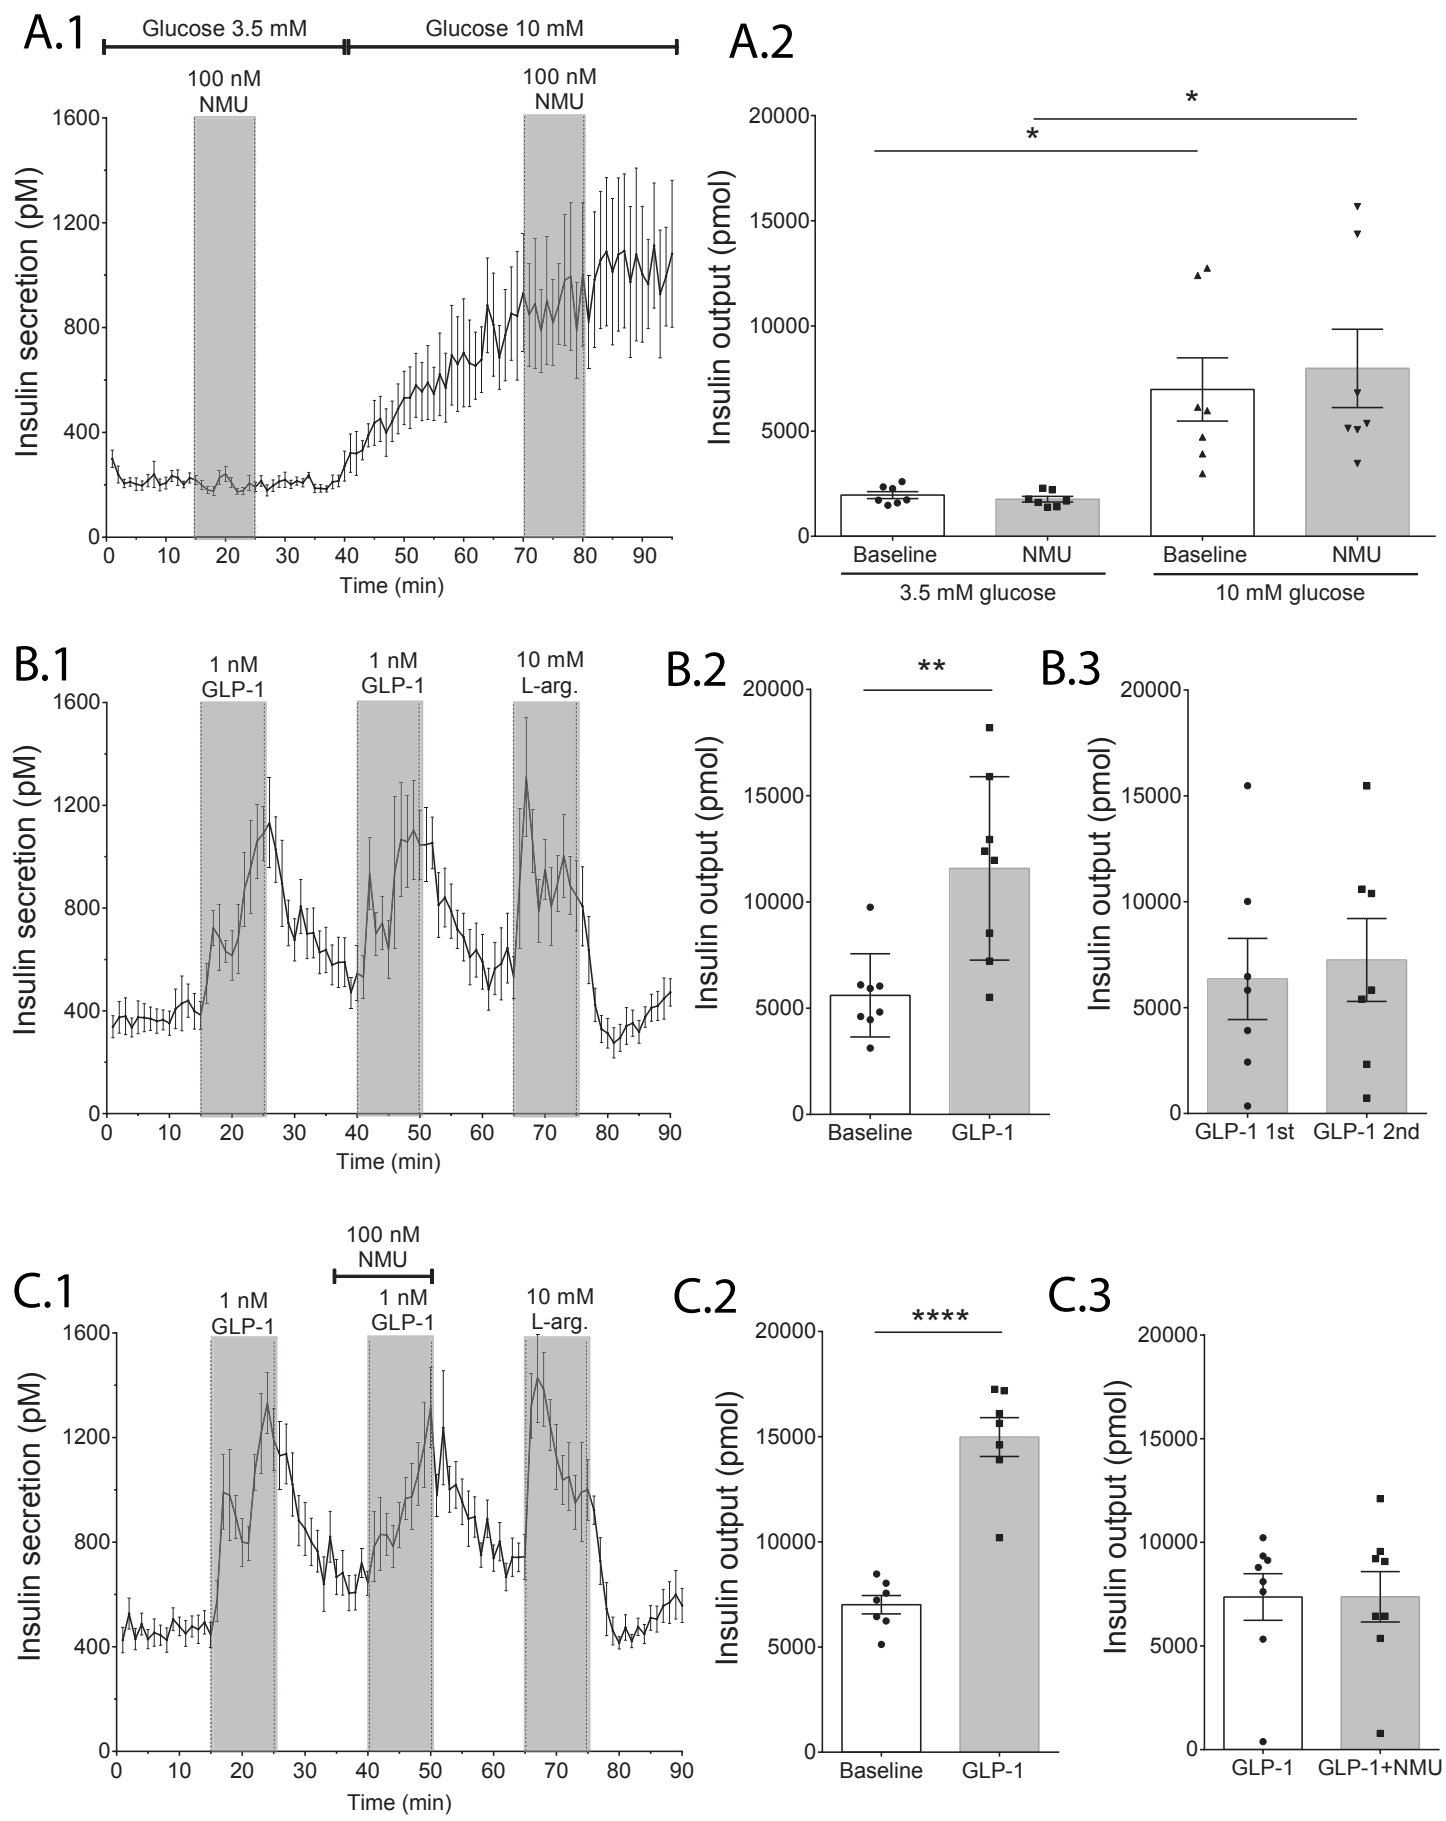 A.1
Glucose 3.5 mM
Glucose 10 mM
100 nM
NMU
100 nM
NMU
Insulin secretion (pM)
1600
1200
800
400
0
0 10 20 30 40 50 60 70 80 90
Time (min)
A.2
*
*
Insulin output (pmol)
20000
15000
10000
5000
0
Baseline NMU Baseline NMU
3.5 mM glucose 10 mM glucose
B.1
1 nM
GLP-1
1 nM
GLP-1
10 mM
L-arg.
Insulin secretion (pM)
1600
1200
800
400
0
0 10 20 30 40 50 60 70 80 90
Time (min)
B.2
**
Insulin output (pmol)
20000
15000
10000
5000
0
Baseline GLP-1
B.3
Insulin output (pmol)
20000
15000
10000
5000
0
GLP-1 1st GLP-1 2nd
C.1
100 nM
NMU
1 nM
GLP-1
1 nM
GLP-1
10 mM
L-arg.
Insulin secretion (pM)
1600
1200
800
400
0
0 10 20 30 40 50 60 70 80 90
Time (min)
C.2
****
Insulin output (pmol)
20000
15000
10000
5000
0
Baseline GLP-1
C.3
Insulin output (pmol)
20000
15000
10000
5000
0
GLP-1 GLP-1+NMU